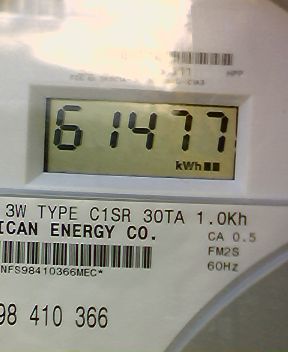 HPP
61477
kWh
3W TYPE C1SR 30TA 1.0Kh
ICAN ENERGY CO.
CA 0.5
FM2S
NFS98410366MEC*
60Hz
98 410 366